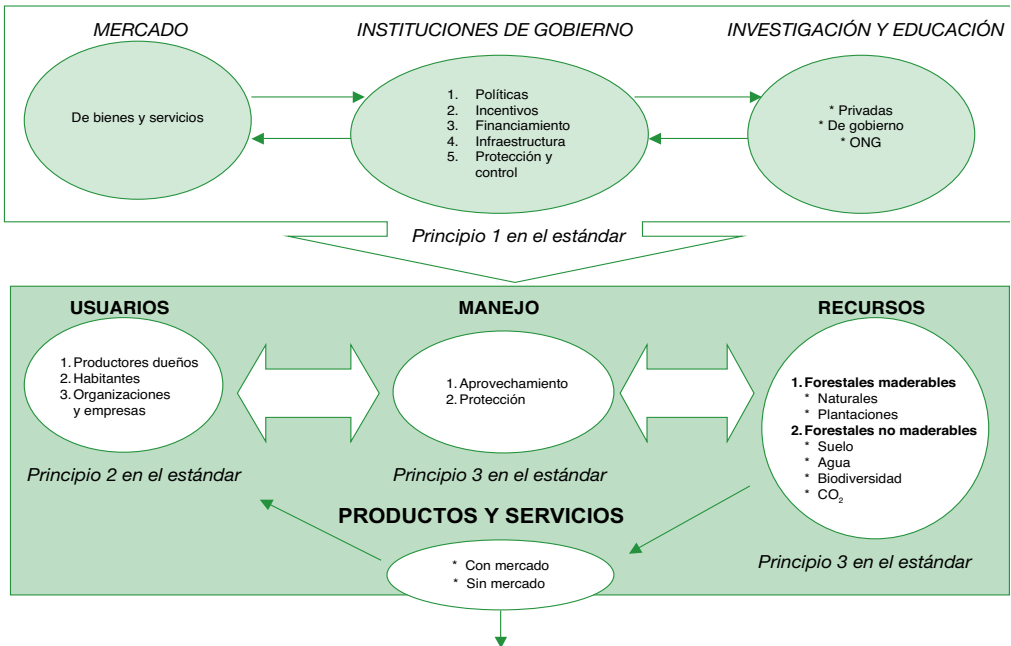 MERCADO
INSTITUCIONES DE GOBIERNO
INVESTIGACIÓN Y EDUCACIÓN
De bienes y servicios
1. Políticas
2. Incentivos
3. Financiamiento
4. Infraestructura
5. Protección y
control
* Privadas
* De gobierno
* ONG
Principio 1 en el estándar
USUARIOS
MANEJO
RECURSOS
1. Productores dueños
2. Habitantes
3. Organizaciones
y empresas
1. Aprovechamiento
2. Protección
1. Forestales maderables
* Naturales
* Plantaciones
2. Forestales no maderables
* Suelo
* Agua
* Biodiversidad
* CO₂
Principio 2 en el estándar
Principio 3 en el estándar
Principio 3 en el estándar
PRODUCTOS Y SERVICIOS
* Con mercado
* Sin mercado